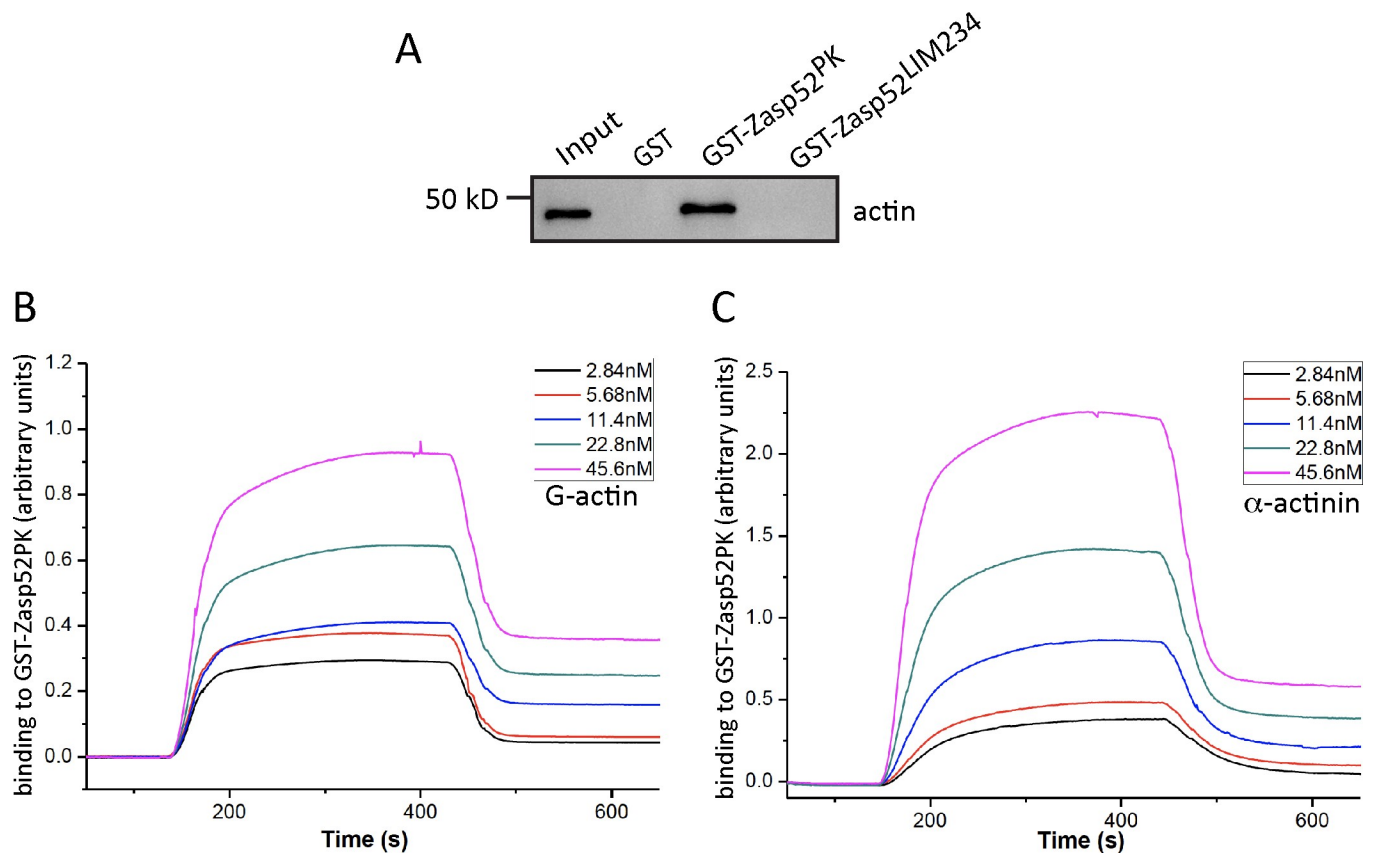 A
Input
GST
GST-Zasp52PK
GST-Zasp52LIM234
50 kD
actin
B
binding to GST-Zasp52PK (arbitrary units)
1.2
1.0
0.8
0.6
0.4
0.2
0.0
2.84nM
5.68nM
11.4nM
22.8nM
45.6nM
G-actin
200
400
600
Time (s)
C
binding to GST-Zasp52PK (arbitrary units)
2.5
2.0
1.5
1.0
0.5
0.0
2.84nM
5.68nM
11.4nM
22.8nM
45.6nM
α-actinin
200
400
600
Time (s)